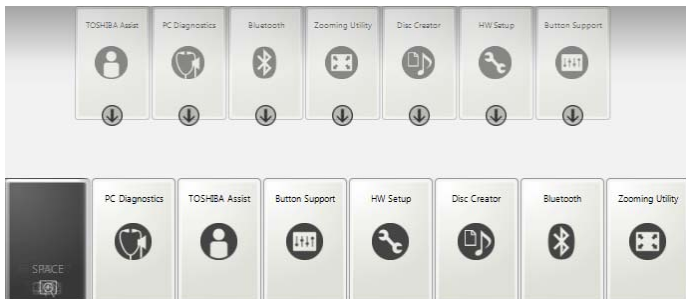 TOSHIBA Assist PC Diagnostics Bluetooth Zooming Utility Disc Creator HW Setup Button Support
PC Diagnostics TOSHIBA Assist Button Support HW Setup Disc Creator Bluetooth Zooming Utility
SPACE